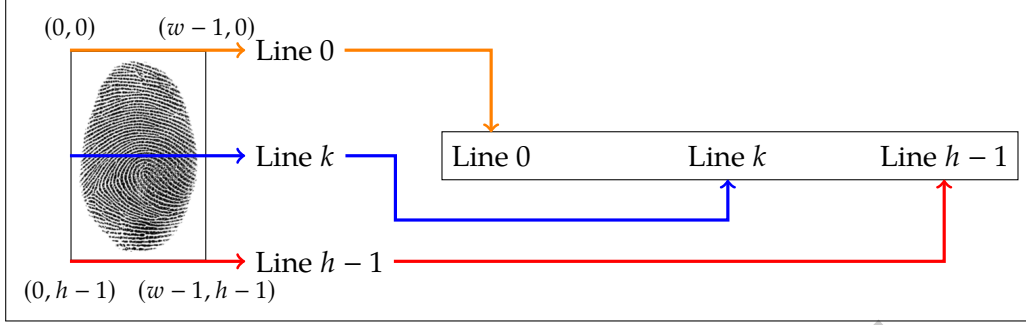 (0, 0) (w − 1, 0)
Line 0
Line k
Line 0 Line k Line h − 1
Line h − 1
(0, h − 1) (w − 1, h − 1)